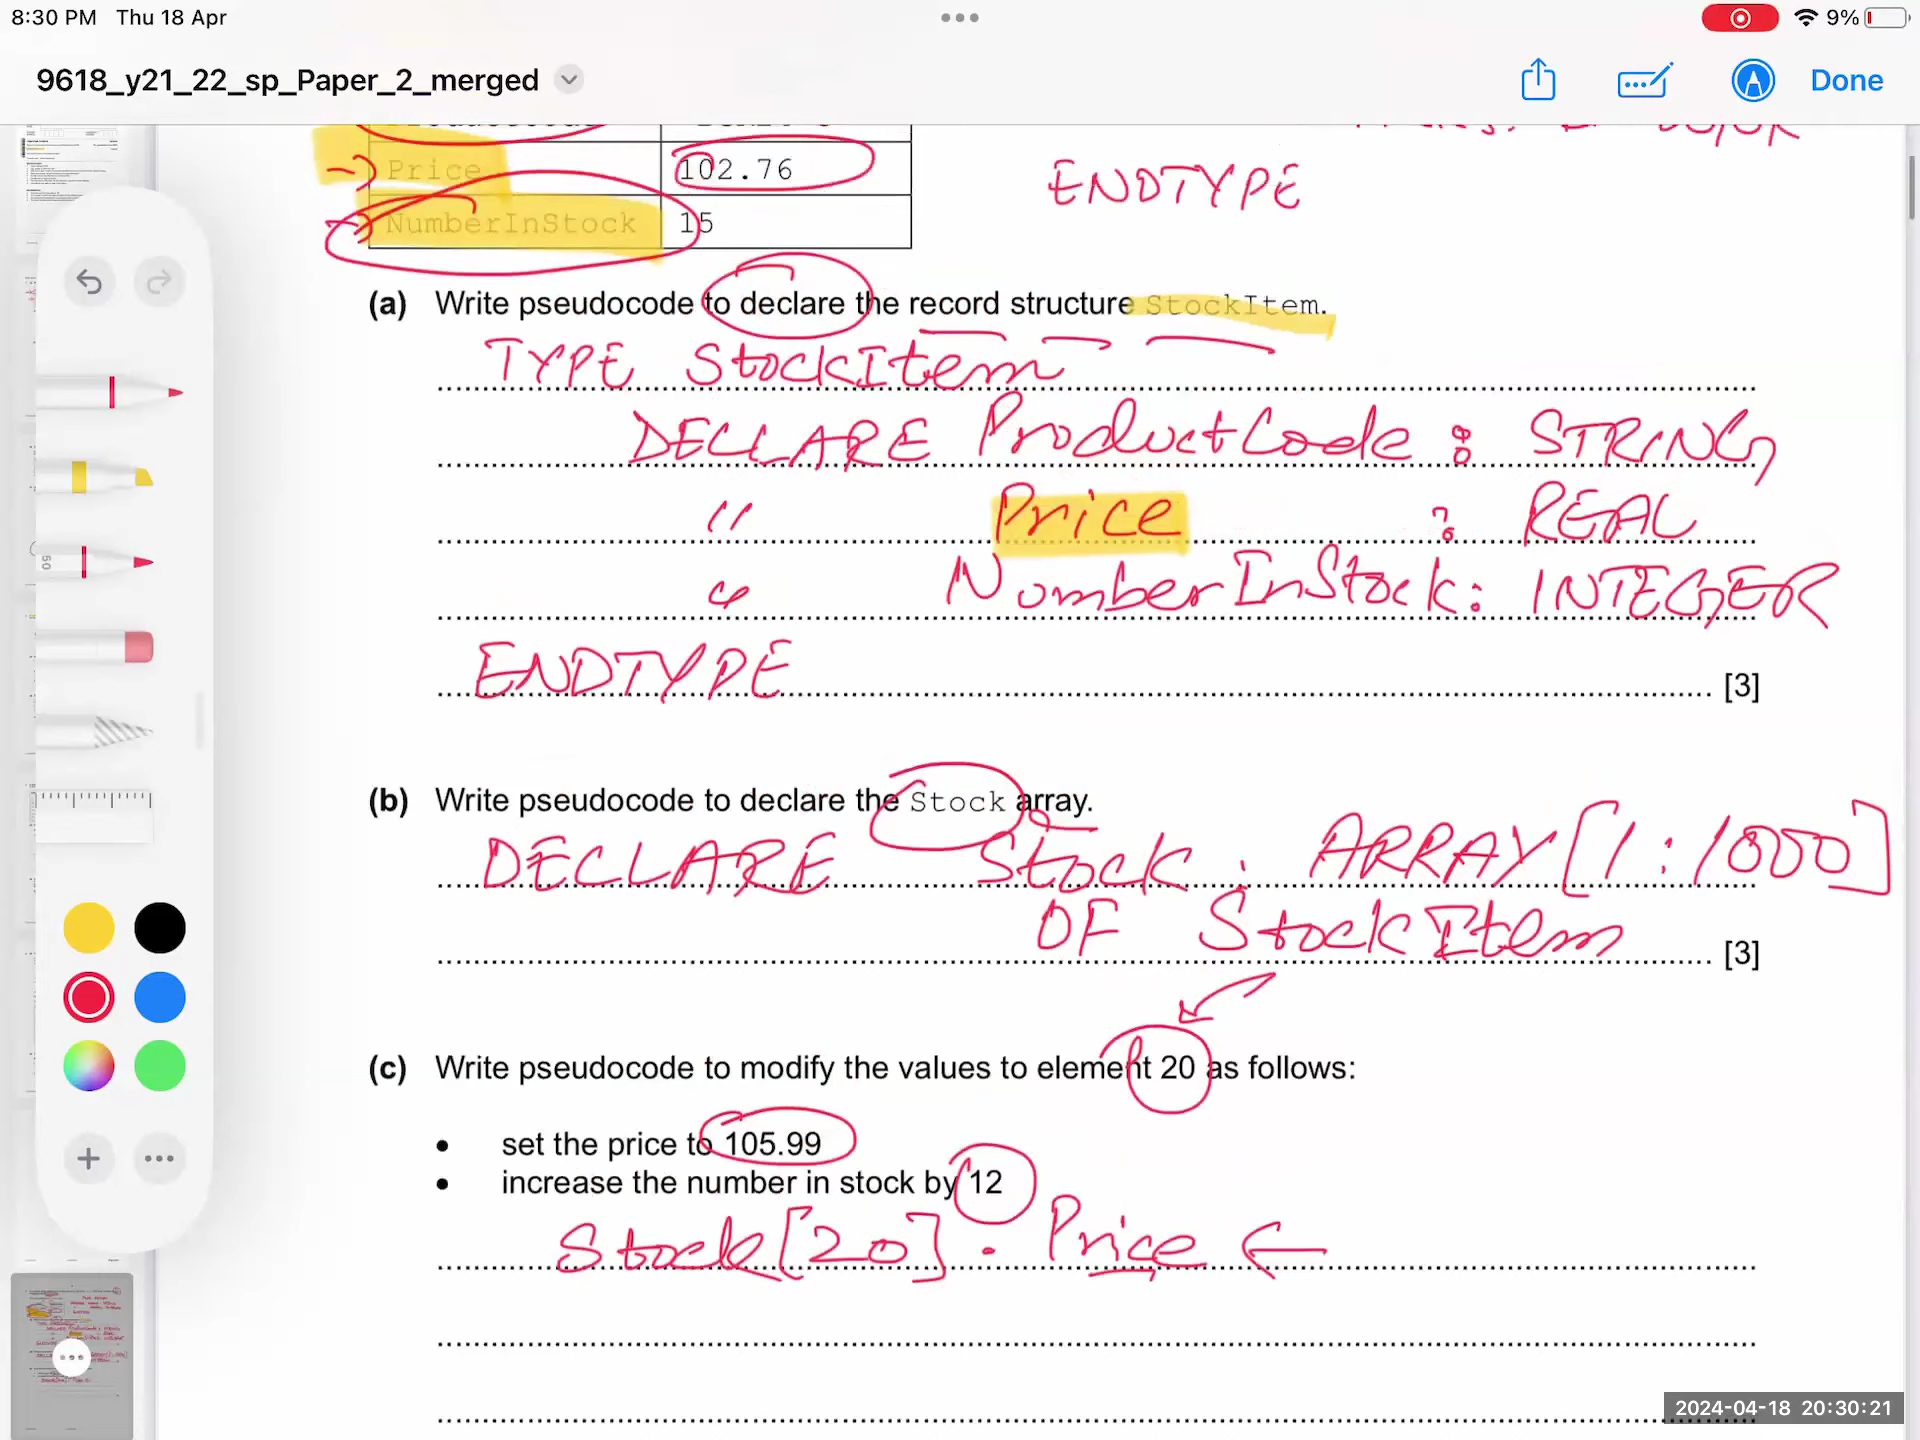 8:30 PM Thu 18 Apr
9%
9618_y21_22_sp_Paper_2_merged
Done
Price 102.76
ENDTYPE
NumberInStock 15
(a) Write pseudocode to declare the record structure StockItem.
TYPE StockItem
DECLARE ProductCode : STRING
" Price : REAL
" NumberInStock : INTEGER
ENDTYPE
[3]
(b) Write pseudocode to declare the Stock array.
DECLARE Stock : ARRAY [1 : 1000]
OF StockItem
[3]
(c) Write pseudocode to modify the values to element 20 as follows:
• set the price to 105.99
• increase the number in stock by 12
Stock[20] . Price ←
50
2024-04-18 20:30:21